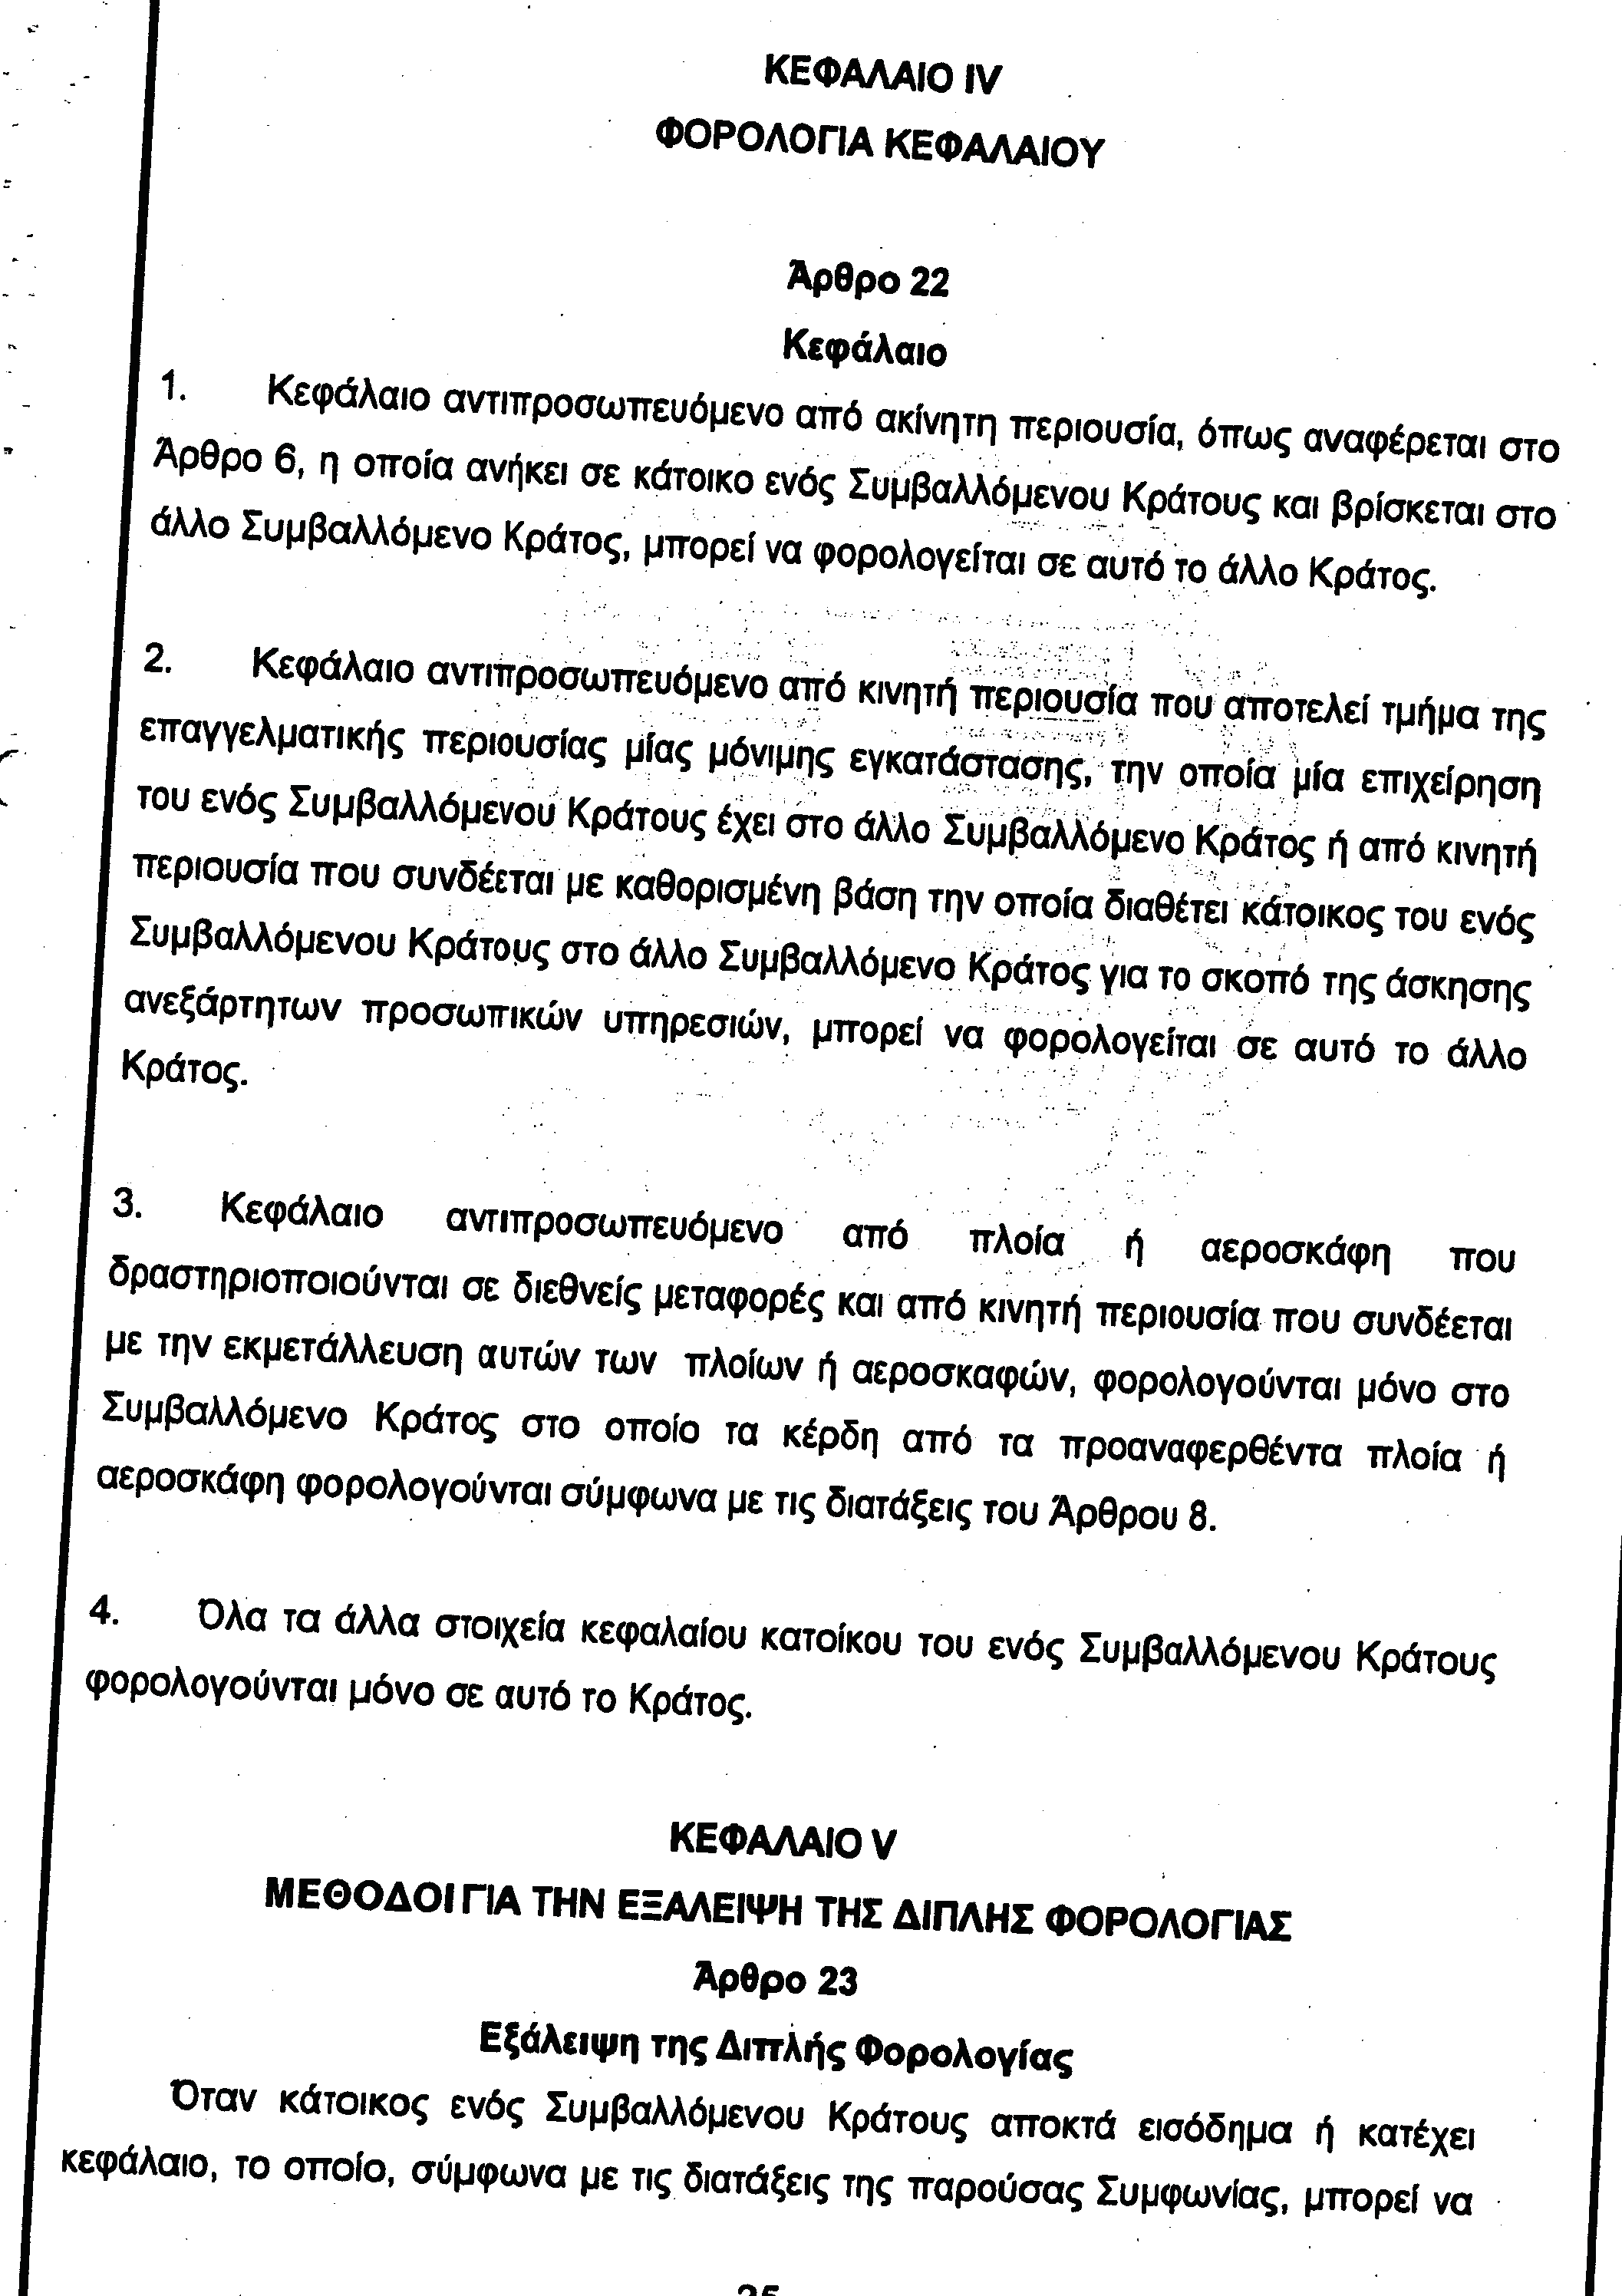 ΚΕΦΑΛΑΙΟ IV
ΦΟΡΟΛΟΓΙΑ ΚΕΦΑΛΑΙΟΥ
Άρθρο 22
Κεφάλαιο
1. Κεφάλαιο αντιπροσωπευόμενο από ακίνητη περιουσία, όπως αναφέρεται στο
Άρθρο 6, η οποία ανήκει σε κάτοικο ενός Συμβαλλόμενου Κράτους και βρίσκεται στο
άλλο Συμβαλλόμενο Κράτος, μπορεί να φορολογείται σε αυτό το άλλο Κράτος.
2. Κεφάλαιο αντιπροσωπευόμενο από κινητή περιουσία που αποτελεί τμήμα της
επαγγελματικής περιουσίας μίας μόνιμης εγκατάστασης, την οποία μία επιχείρηση
του ενός Συμβαλλόμενου Κράτους έχει στο άλλο Συμβαλλόμενο Κράτος ή από κινητή
περιουσία που συνδέεται με καθορισμένη βάση την οποία διαθέτει κάτοικος του ενός
Συμβαλλόμενου Κράτους στο άλλο Συμβαλλόμενο Κράτος για το σκοπό της άσκησης
ανεξάρτητων προσωπικών υπηρεσιών, μπορεί να φορολογείται σε αυτό το άλλο
Κράτος.
3. Κεφάλαιο αντιπροσωπευόμενο από πλοία ή αεροσκάφη που
δραστηριοποιούνται σε διεθνείς μεταφορές και από κινητή περιουσία που συνδέεται
με την εκμετάλλευση αυτών των πλοίων ή αεροσκαφών, φορολογούνται μόνο στο
Συμβαλλόμενο Κράτος στο οποίο τα κέρδη από τα προαναφερθέντα πλοία ή
αεροσκάφη φορολογούνται σύμφωνα με τις διατάξεις του Άρθρου 8.
4. Όλα τα άλλα στοιχεία κεφαλαίου κατοίκου του ενός Συμβαλλόμενου Κράτους
φορολογούνται μόνο σε αυτό το Κράτος.
ΚΕΦΑΛΑΙΟ V
ΜΕΘΟΔΟΙ ΓΙΑ ΤΗΝ ΕΞΑΛΕΙΨΗ ΤΗΣ ΔΙΠΛΗΣ ΦΟΡΟΛΟΓΙΑΣ
Άρθρο 23
Εξάλειψη της Διπλής Φορολογίας
Όταν κάτοικος ενός Συμβαλλόμενου Κράτους αποκτά εισόδημα ή κατέχει
κεφάλαιο, το οποίο, σύμφωνα με τις διατάξεις της παρούσας Συμφωνίας, μπορεί να